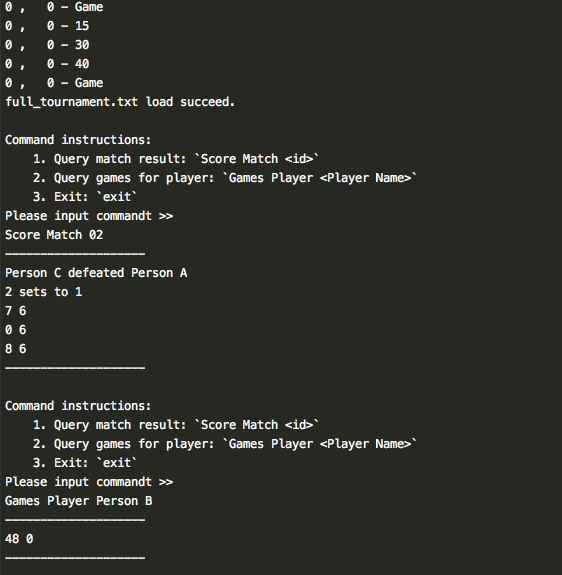 0 ,   0 – Game
0 ,   0 – 15
0 ,   0 – 30
0 ,   0 – 40
0 ,   0 – Game
full_tournament.txt load succeed.

Command instructions:
    1. Query match result: `Score Match <id>`
    2. Query games for player: `Games Player <Player Name>`
    3. Exit: `exit`
Please input commandt >>
Score Match 02
————————————————————
Person C defeated Person A
2 sets to 1
7 6
0 6
8 6
————————————————————

Command instructions:
    1. Query match result: `Score Match <id>`
    2. Query games for player: `Games Player <Player Name>`
    3. Exit: `exit`
Please input commandt >>
Games Player Person B
————————————————————
48 0
————————————————————